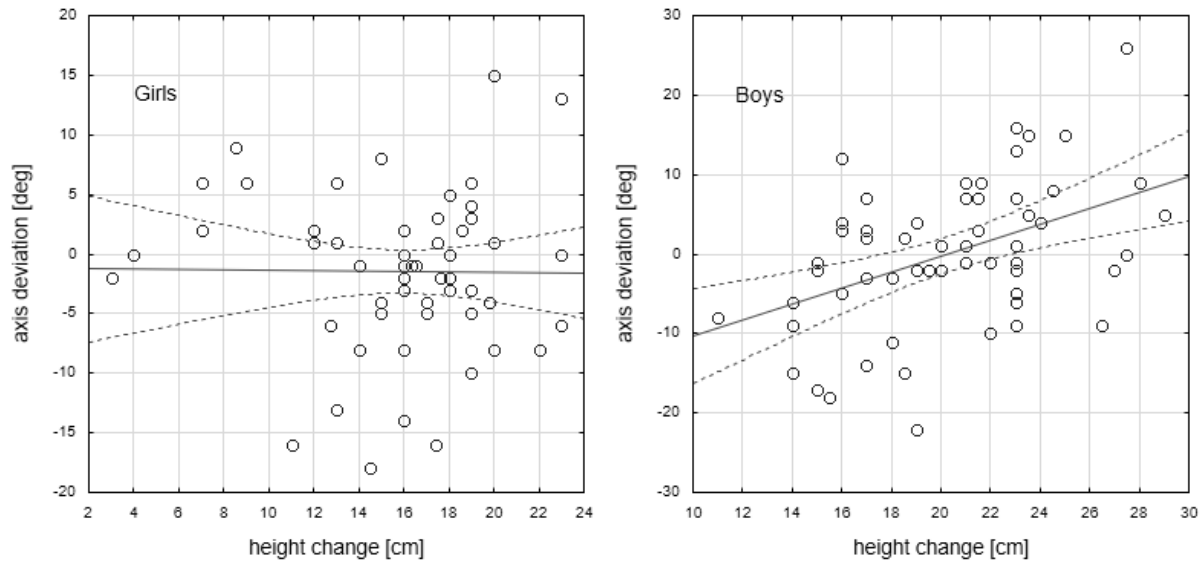 20
15
10
5
0
-5
-10
-15
-20
Girls
axis deviation [deg]
2 4 6 8 10 12 14 16 18 20 22 24
height change [cm]
30
20
10
0
-10
-20
-30
Boys
axis deviation [deg]
10 12 14 16 18 20 22 24 26 28 30
height change [cm]